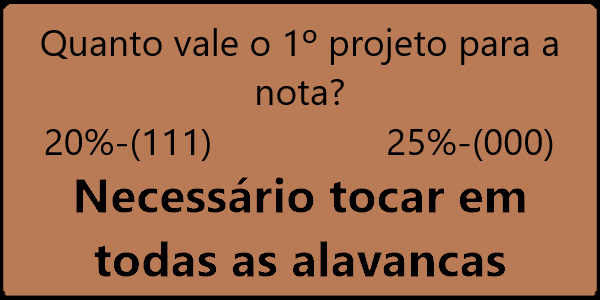 Quanto vale o 1º projeto para a
nota?
20%-(111) 25%-(000)
Necessário tocar em
todas as alavancas